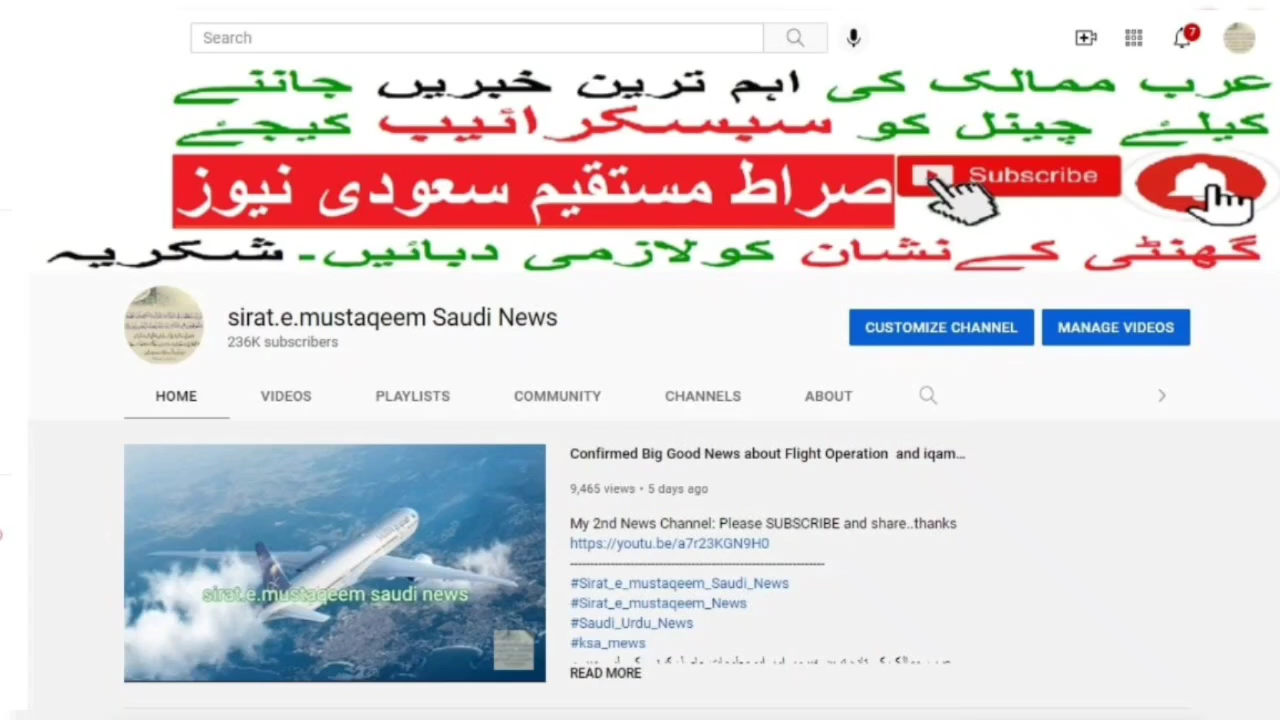 Search
7
عرب ممالک کی اہم ترین خبریں جاننے
کیلئے چینل کو سبسکرائیب کیجئے
صراط مستقیم سعودی نیوز
Subscribe
گھنٹی کے نشان کو لازمی دبائیں۔ شکریہ
sirat.e.mustaqeem Saudi News
236K subscribers
CUSTOMIZE CHANNEL
MANAGE VIDEOS
HOME VIDEOS PLAYLISTS COMMUNITY CHANNELS ABOUT
sirat.e.mustaqeem saudi news
Confirmed Big Good News about Flight Operation and iqam...
9,465 views • 5 days ago
My 2nd News Channel: Please SUBSCRIBE and share..thanks
https://youtu.be/a7r23KGN9H0
----------------------------------------------------------------
#Sirat_e_mustaqeem_Saudi_News
#Sirat_e_mustaqeem_News
#Saudi_Urdu_News
#ksa_mews
READ MORE